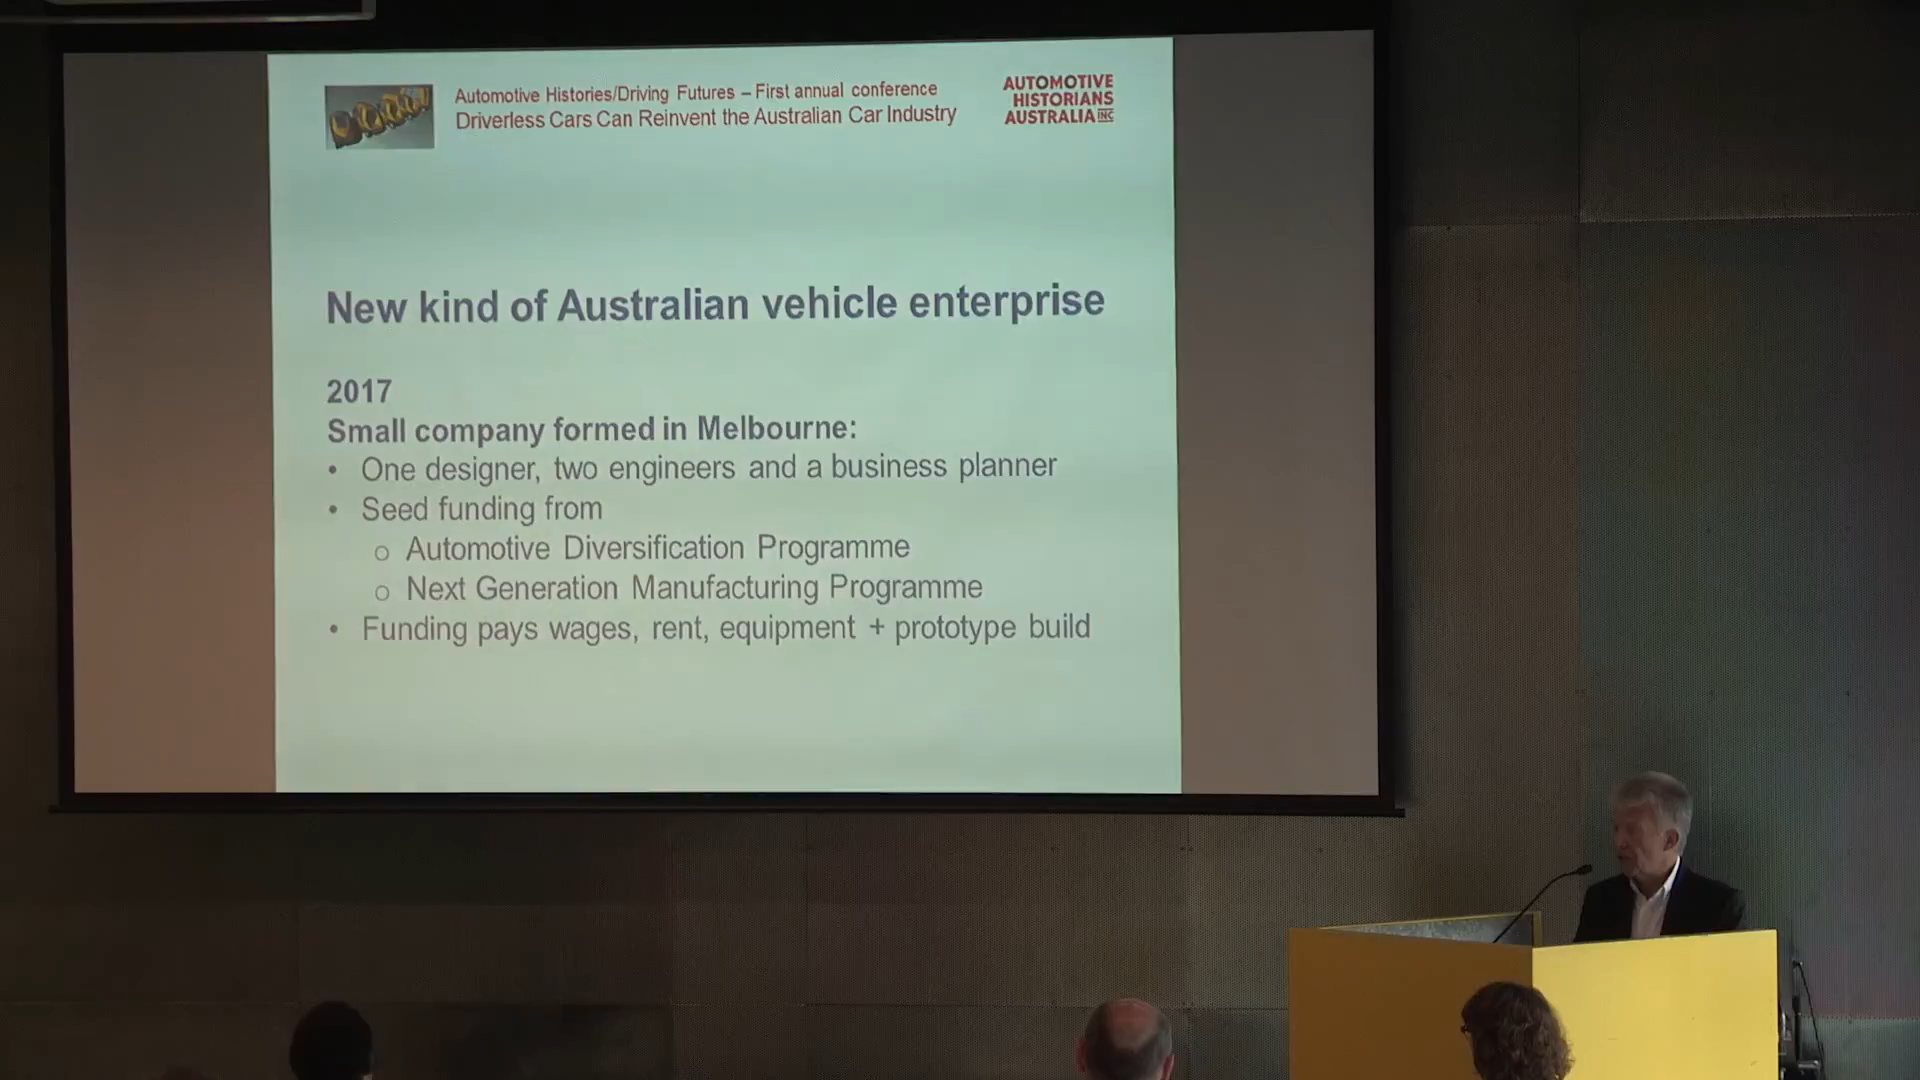 Automotive Histories/Driving Futures – First annual conference
Driverless Cars Can Reinvent the Australian Car Industry
AUTOMOTIVE
HISTORIANS
AUSTRALIA INC
New kind of Australian vehicle enterprise
2017
Small company formed in Melbourne:
• One designer, two engineers and a business planner
• Seed funding from
o Automotive Diversification Programme
o Next Generation Manufacturing Programme
• Funding pays wages, rent, equipment + prototype build